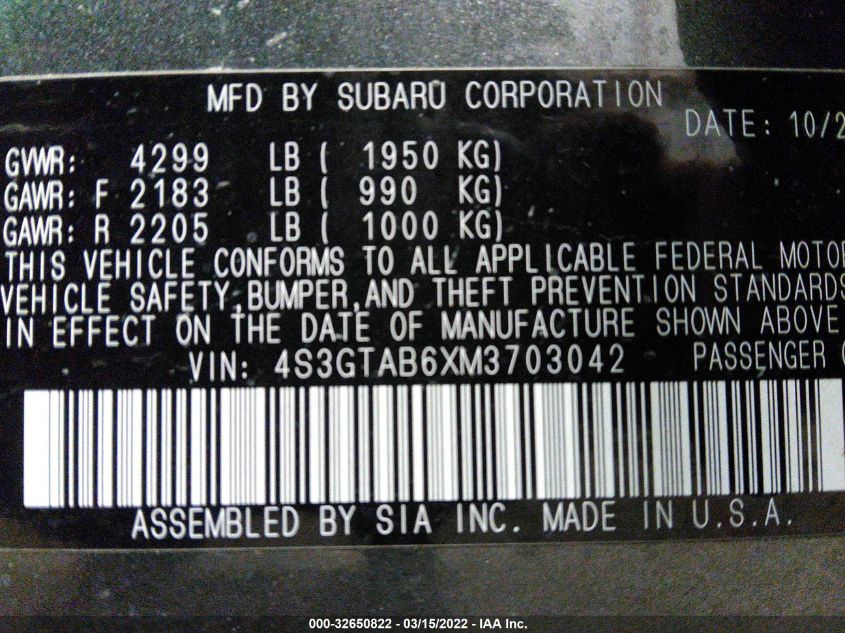 MFD BY SUBARU CORPORATION
DATE: 10/2
GVWR: 4299 LB ( 1950 KG)
GAWR: F 2183 LB ( 990 KG)
GAWR: R 2205 LB ( 1000 KG)
THIS VEHICLE CONFORMS TO ALL APPLICABLE FEDERAL MOTO
VEHICLE SAFETY, BUMPER, AND THEFT PREVENTION STANDARDS
IN EFFECT ON THE DATE OF MANUFACTURE SHOWN ABOVE
VIN: 4S3GTAB6XM3703042 PASSENGER
ASSEMBLED BY SIA INC. MADE IN U.S.A.
000-32650822 - 03/15/2022 - IAA Inc.